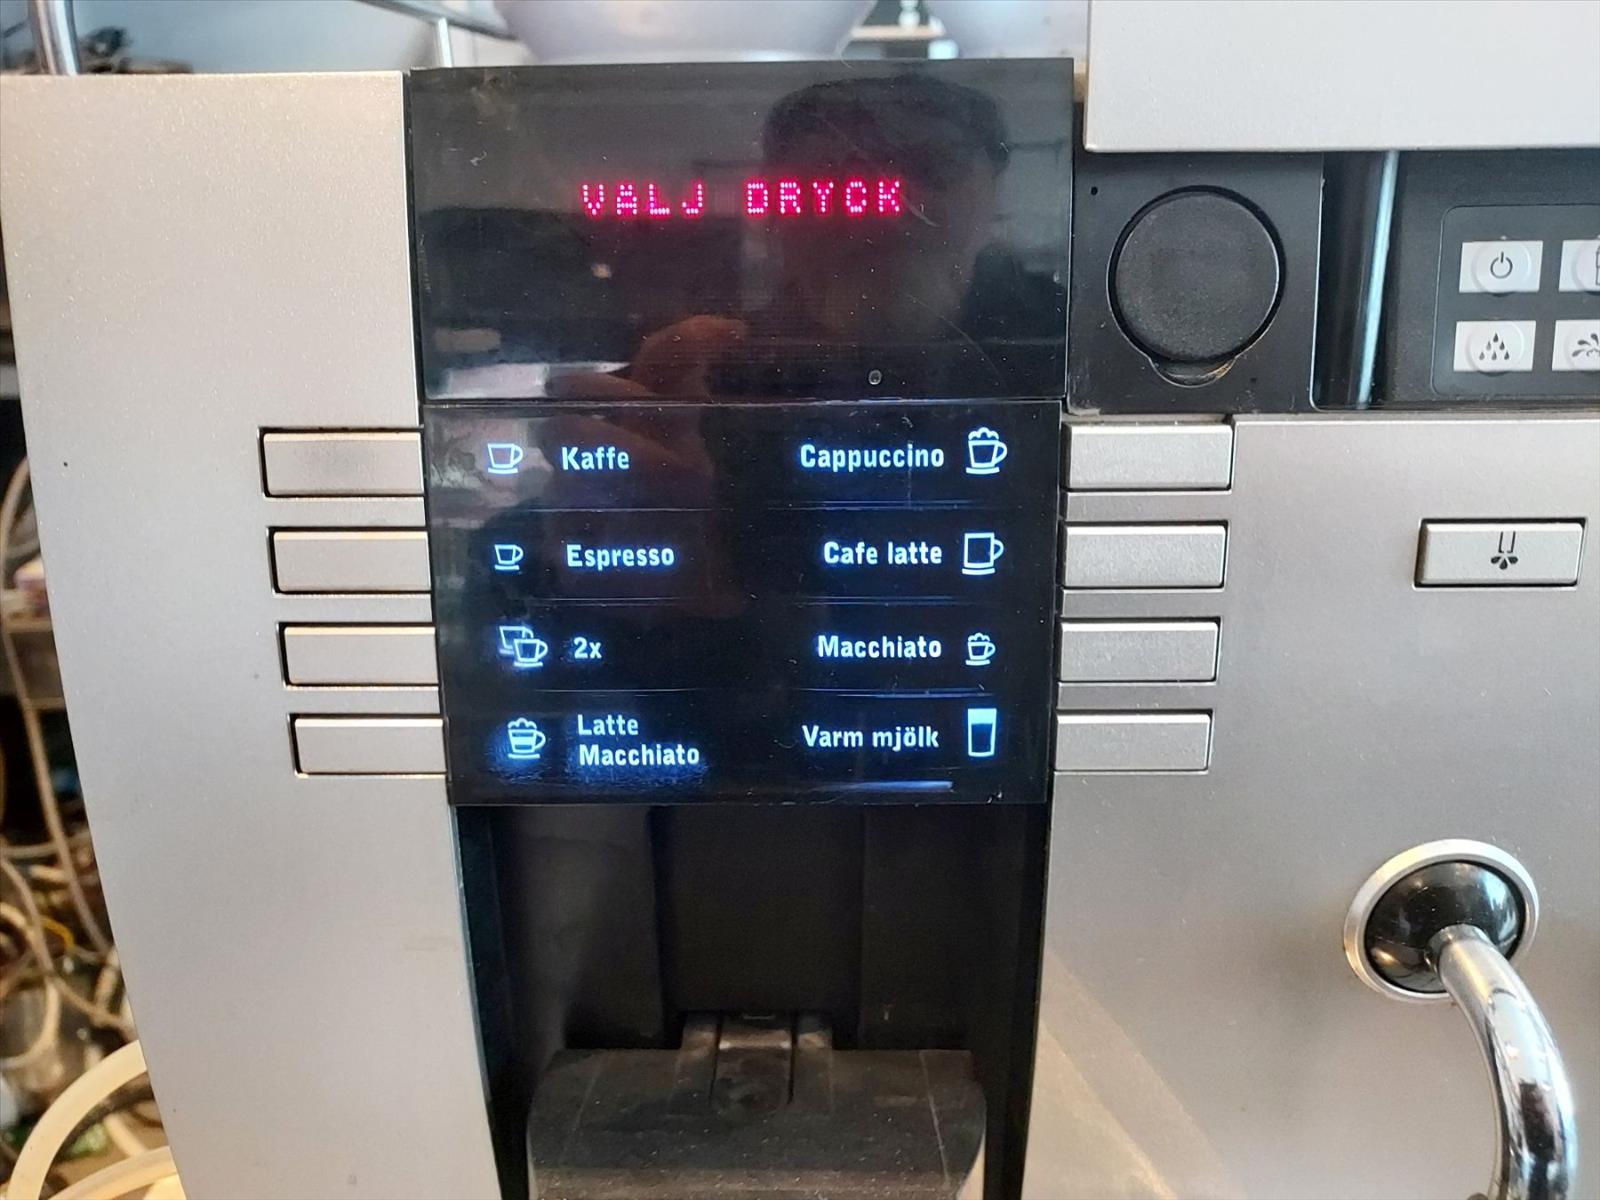 VALJ DRYCK
Kaffe
Cappuccino
Espresso
Cafe latte
2x
Macchiato
Latte
Macchiato
Varm mjölk